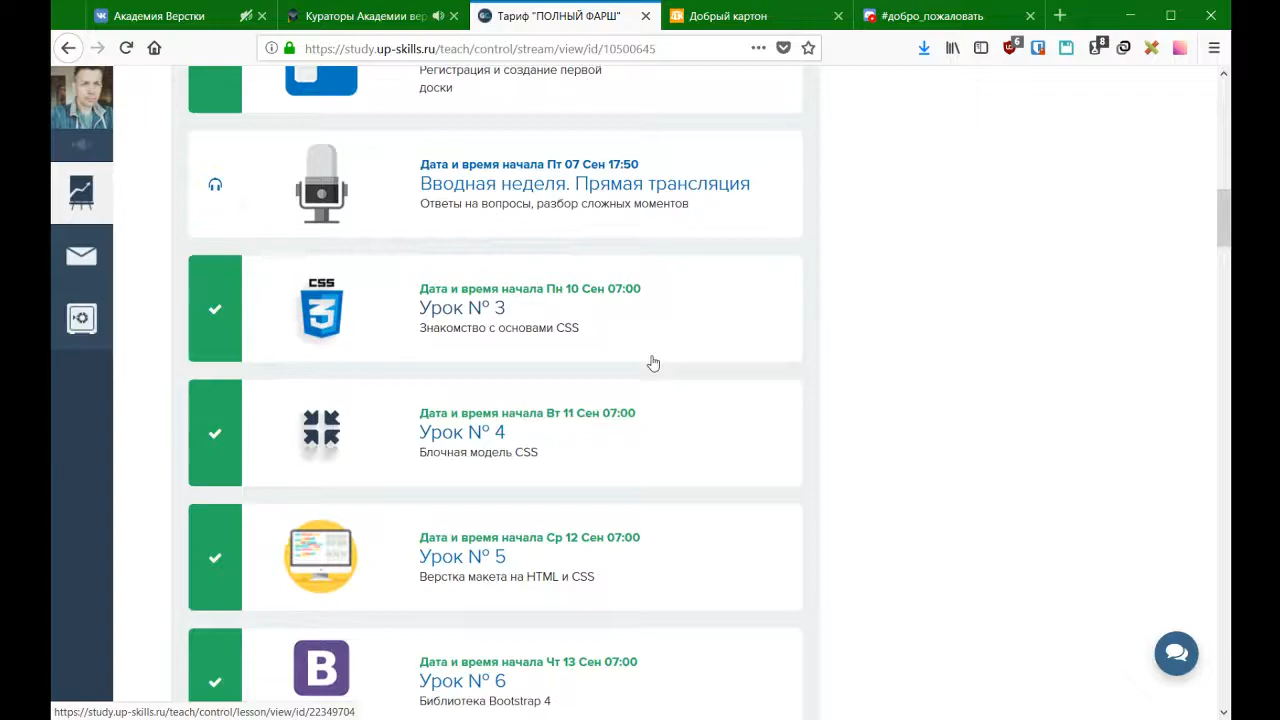 Академия Верстки
Кураторы Академии вер
Тариф "ПОЛНЫЙ ФАРШ"
Добрый картон
#добро_пожаловать
https://study.up-skills.ru/teach/control/stream/view/id/10500645
6
8
Регистрация и создание первой
доски
Дата и время начала Пт 07 Сен 17:50
Вводная неделя. Прямая трансляция
Ответы на вопросы, разбор сложных моментов
CSS
3
Дата и время начала Пн 10 Сен 07:00
Урок № 3
Знакомство с основами CSS
Дата и время начала Вт 11 Сен 07:00
Урок № 4
Блочная модель CSS
Дата и время начала Ср 12 Сен 07:00
Урок № 5
Верстка макета на HTML и CSS
B
Дата и время начала Чт 13 Сен 07:00
Урок № 6
Библиотека Bootstrap 4
https://study.up-skills.ru/teach/control/lesson/view/id/22349704